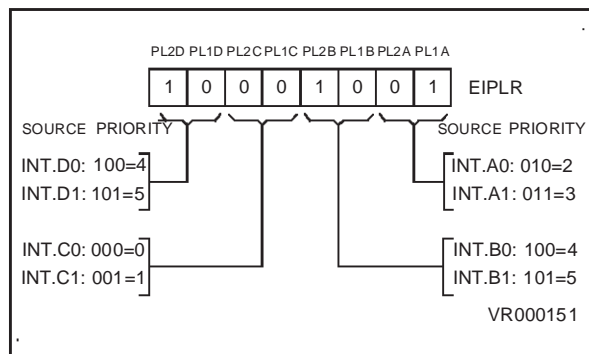 PL2D PL1D PL2C PL1C PL2B PL1B PL2A PL1A
1 0 0 0 1 0 0 1 EIPLR
SOURCE PRIORITY SOURCE PRIORITY
INT.D0: 100=4 INT.A0: 010=2
INT.D1: 101=5 INT.A1: 011=3
INT.C0: 000=0 INT.B0: 100=4
INT.C1: 001=1 INT.B1: 101=5
VR000151